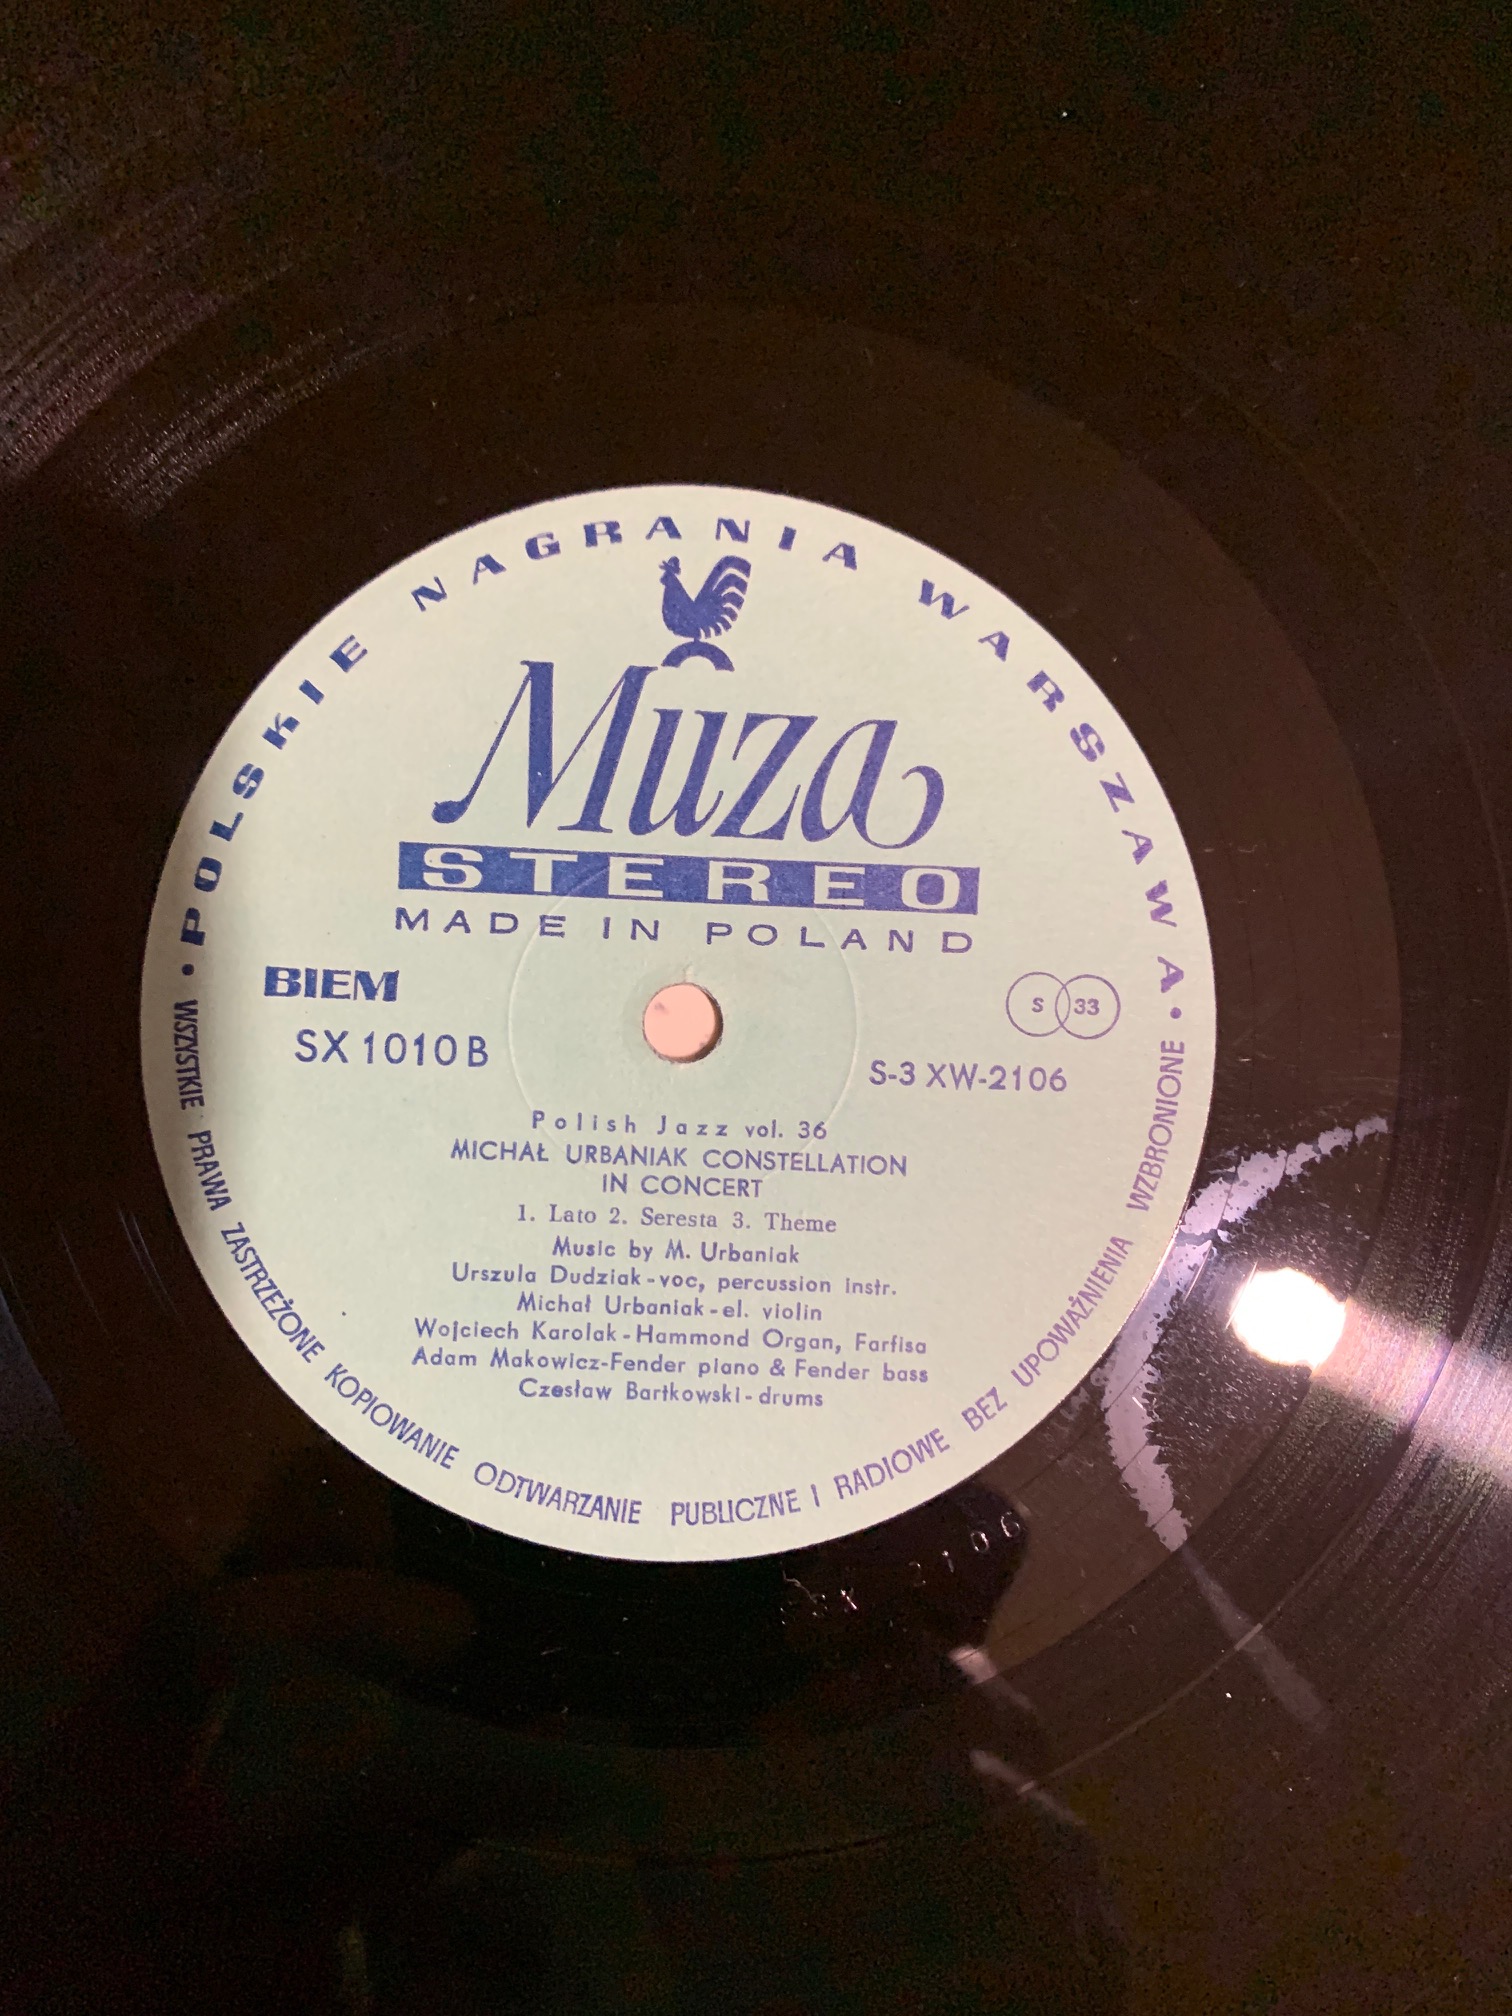 POLSKIE NAGRANIA WARSZAWA
Muza
STEREO
MADE IN POLAND
BIEM
S 33
SX 1010 B
S-3 XW-2106
Polish Jazz vol. 36
MICHAŁ URBANIAK CONSTELLATION
IN CONCERT
1. Lato 2. Seresta 3. Theme
Music by M. Urbaniak
Urszula Dudziak-voc, percussion instr.
Michał Urbaniak-el. violin
Wojciech Karolak-Hammond Organ, Farfisa
Adam Makowicz-Fender piano & Fender bass
Czesław Bartkowski-drums
• WSZYSTKIE PRAWA ZASTRZEŻONE KOPIOWANIE ODTWARZANIE PUBLICZNE I RADIOWE BEZ UPOWAŻNIENIA WZBRONIONE •
2106